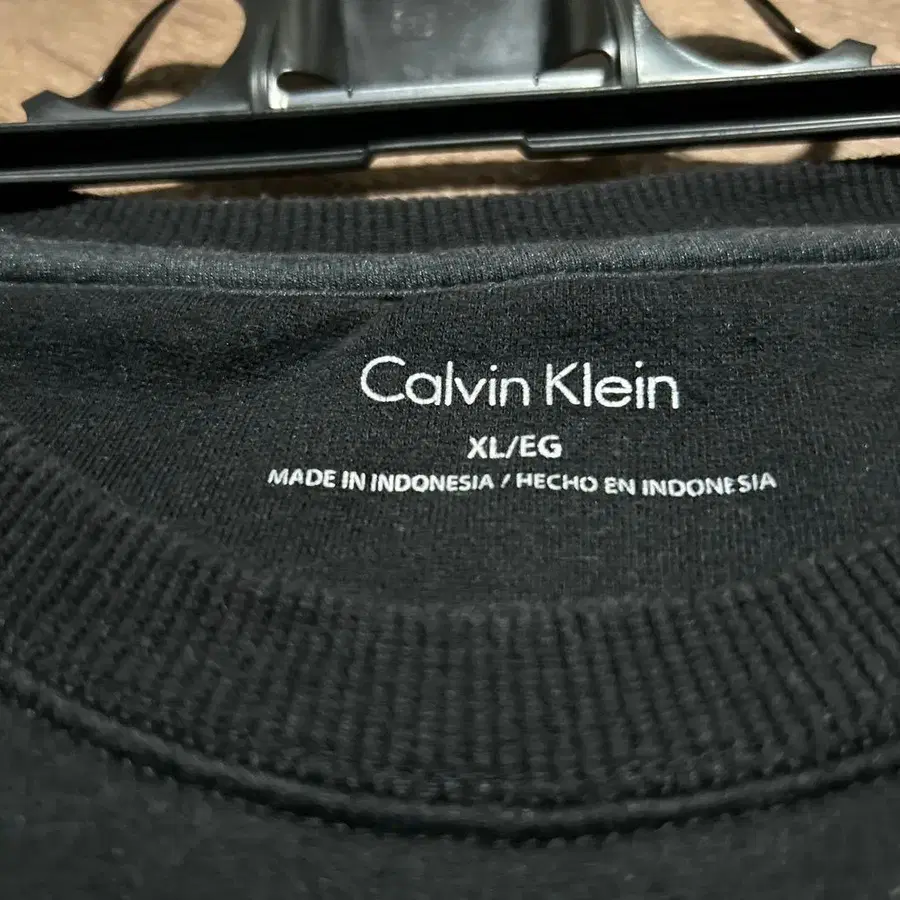 Calvin Klein
XL/EG
MADE IN INDONESIA / HECHO EN INDONESIA